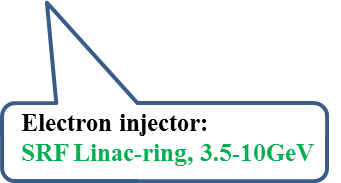 Electron injector:
SRF Linac-ring, 3.5-10GeV